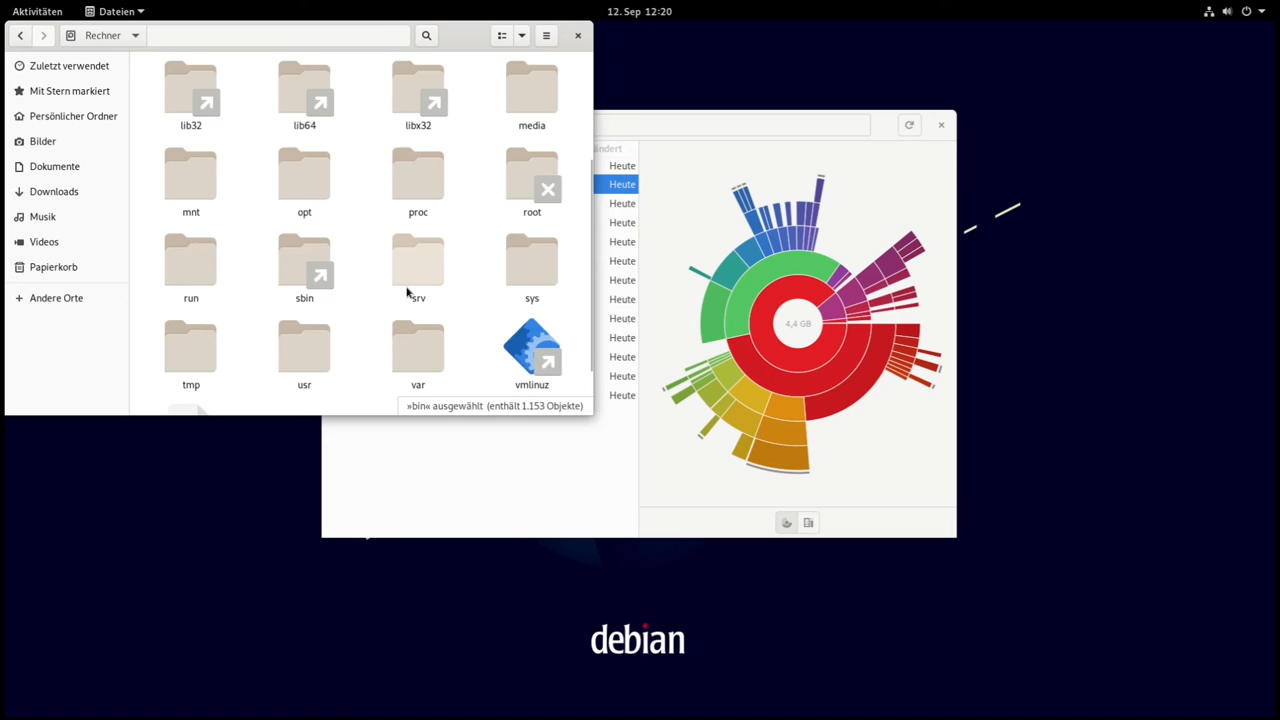 Aktivitäten Dateien 12. Sep 12:20
Rechner
Zuletzt verwendet
Mit Stern markiert
Persönlicher Ordner
Bilder
Dokumente
Downloads
Musik
Videos
Papierkorb
Andere Orte
lib32 lib64 libx32 media
mnt opt proc root
run sbin srv sys
tmp usr var vmlinuz
»bin« ausgewählt (enthält 1.153 Objekte)
ändert
Heute
Heute
Heute
Heute
Heute
Heute
Heute
Heute
Heute
Heute
Heute
Heute
Heute
4,4 GB
debian